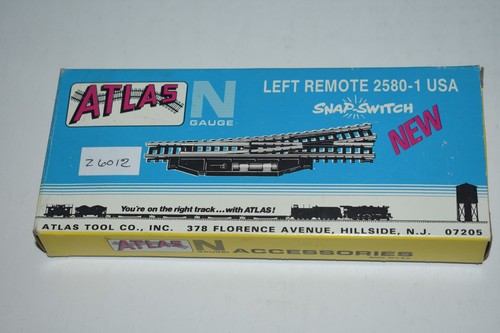 ATLAS
N
GAUGE
LEFT REMOTE 2580-1 USA
SNAP-SWITCH
NEW
Z6012
You're on the right track...with ATLAS!
ATLAS TOOL CO., INC. 378 FLORENCE AVENUE, HILLSIDE, N.J. 07205
ATLAS N GAUGE ACCESSORIES